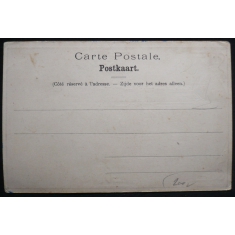 Carte Postale,
Postkaart.
(Côté réservé à l'adresse. — Zijde voor het adres alleen.)